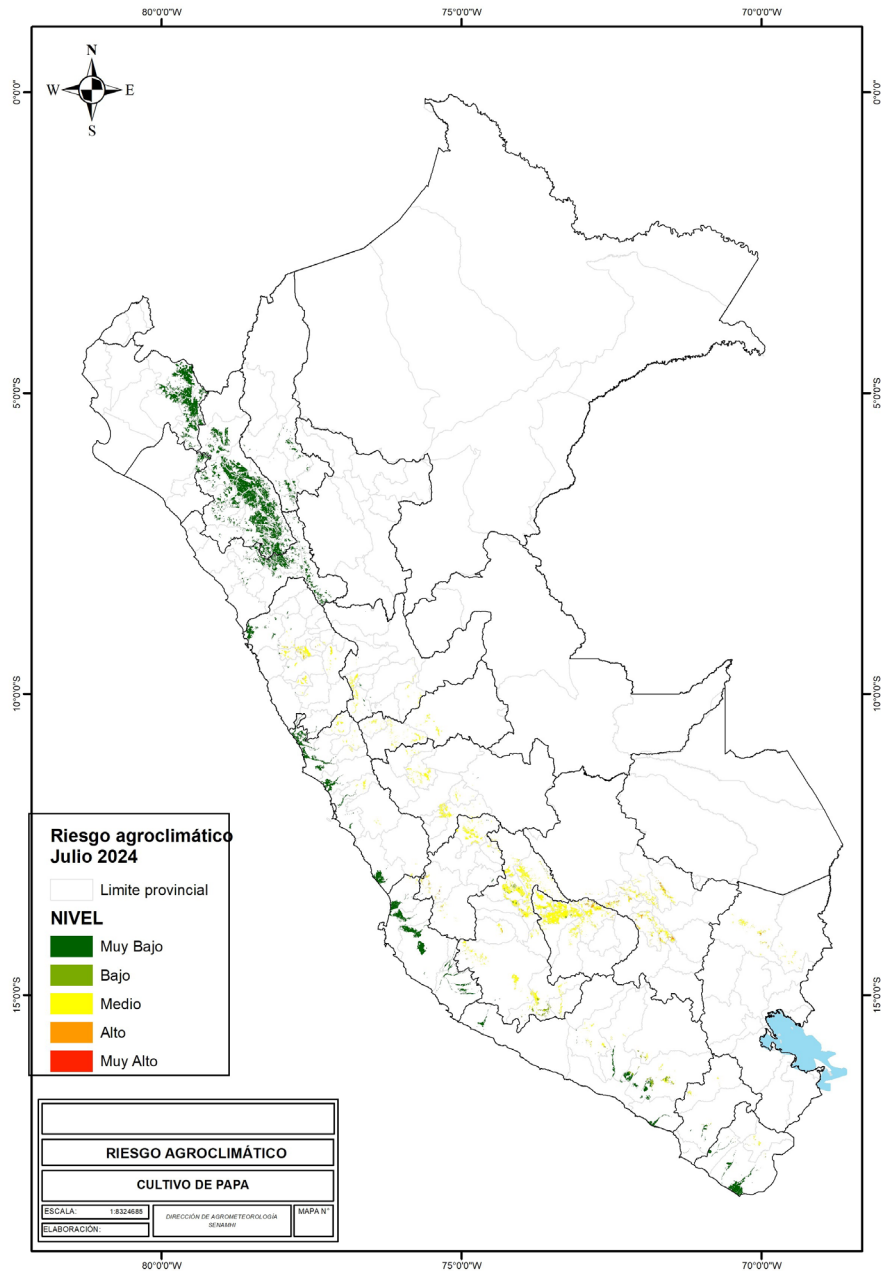 80°0'0"W 75°0'0"W 70°0'0"W
N
W E
S
0°0'0" 0°0'0"
5°0'0"S 5°0'0"S
10°0'0"S 10°0'0"S
15°0'0"S 15°0'0"S
Riesgo agroclimático
Julio 2024
Limite provincial
NIVEL
Muy Bajo
Bajo
Medio
Alto
Muy Alto
RIESGO AGROCLIMÁTICO
CULTIVO DE PAPA
ESCALA: 1:8324685
DIRECCIÓN DE AGROMETEOROLOGÍA
SENAMHI
MAPA N°
ELABORACIÓN:
80°0'0"W 75°0'0"W 70°0'0"W